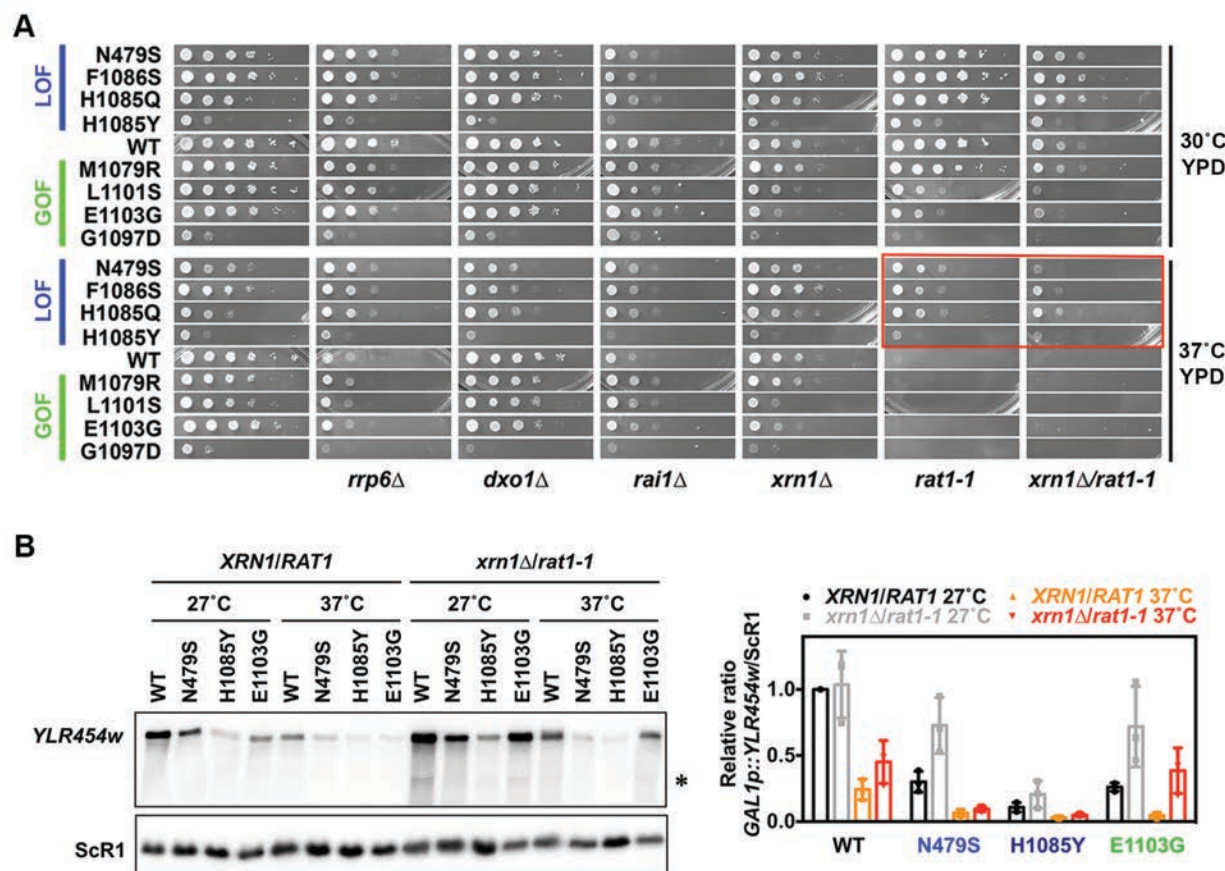 A
LOF
N479S
F1086S
H1085Q
H1085Y
WT
GOF
M1079R
L1101S
E1103G
G1097D
30°C
YPD
LOF
N479S
F1086S
H1085Q
H1085Y
WT
GOF
M1079R
L1101S
E1103G
G1097D
37°C
YPD
rrp6Δ dxo1Δ rai1Δ xrn1Δ rat1-1 xrn1Δ/rat1-1
B
XRN1/RAT1 xrn1Δ/rat1-1
27°C 37°C 27°C 37°C
WT N479S H1085Y E1103G WT N479S H1085Y E1103G WT N479S H1085Y E1103G WT N479S H1085Y E1103G
YLR454w
*
ScR1
XRN1/RAT1 27°C XRN1/RAT1 37°C
xrn1Δ/rat1-1 27°C xrn1Δ/rat1-1 37°C
Relative ratio
GAL1p::YLR454w/ScR1
1.0
0.5
0.0
WT N479S H1085Y E1103G